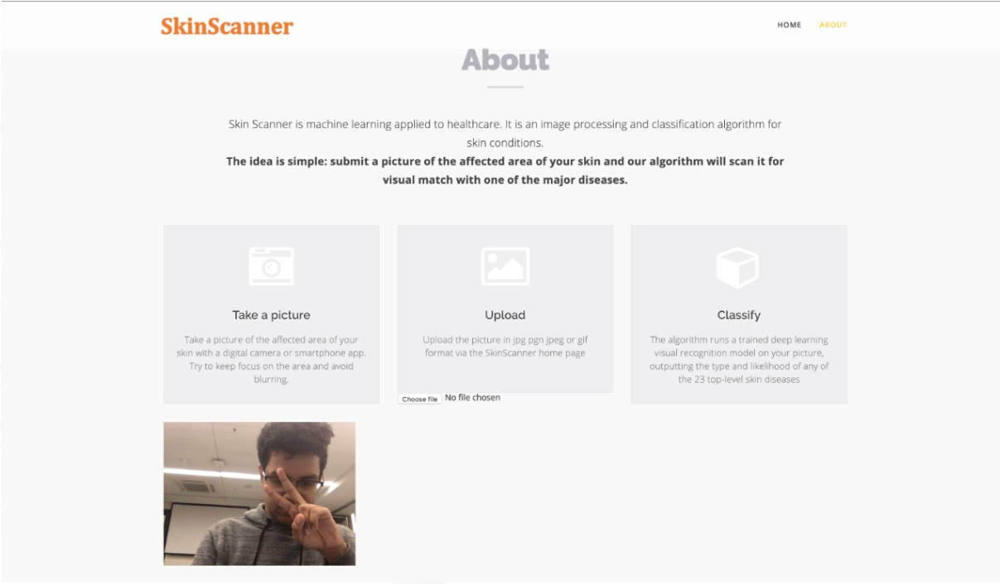 SkinScanner
HOME
ABOUT
About
Skin Scanner is machine learning applied to healthcare. It is an image processing and classification algorithm for
skin conditions.
The idea is simple: submit a picture of the affected area of your skin and our algorithm will scan it for
visual match with one of the major diseases.
Take a picture
Take a picture of the affected area of your
skin with a digital camera or smartphone app.
Try to keep focus on the area and avoid
blurring.
Upload
Upload the picture in jpg pgn jpeg or gif
format via the SkinScanner home page
Choose file No file chosen
Classify
The algorithm runs a trained deep learning
visual recognition model on your picture,
outputting the type and likelihood of any of
the 23 top-level skin diseases